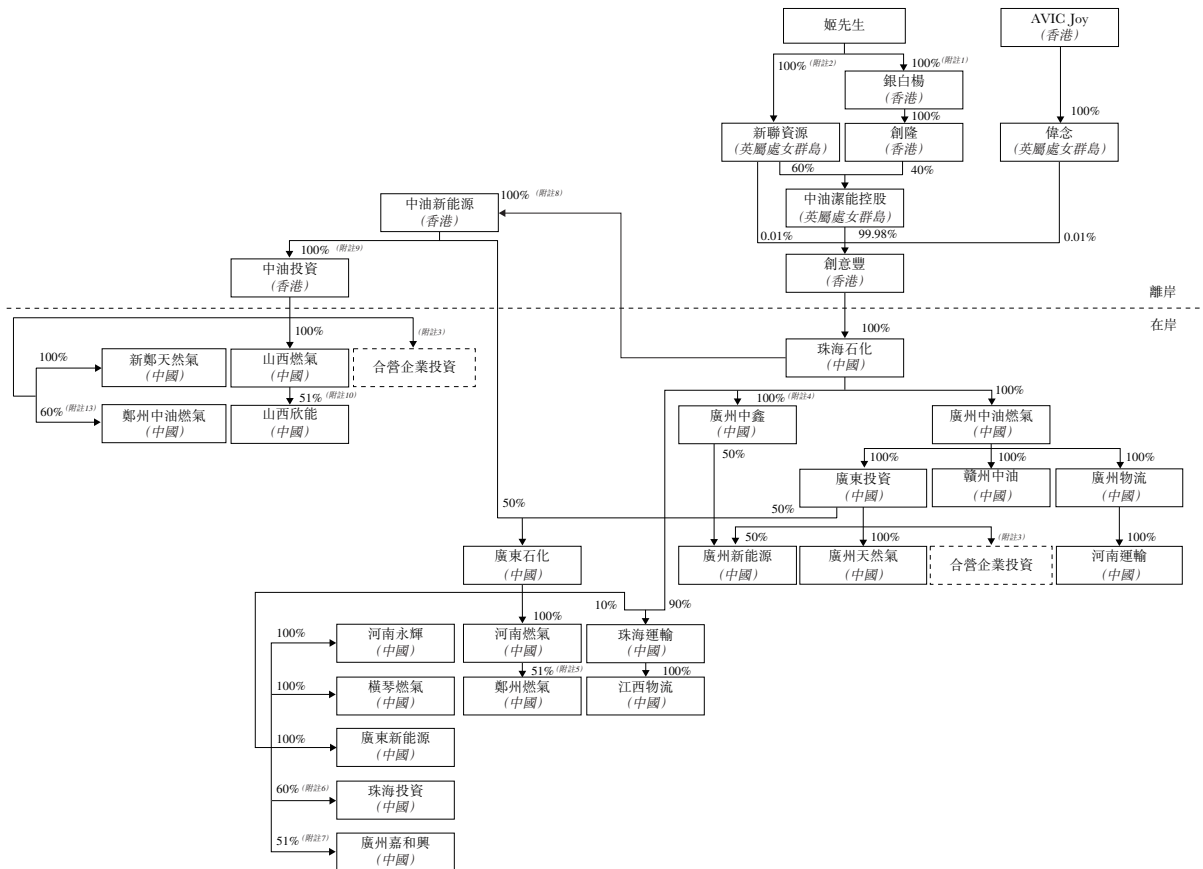 姬先生
AVIC Joy
(香港)
100% (附註2)
100% (附註1)
銀白楊
(香港)
100%
100%
新聯資源
(英屬處女群島)
創隆
(香港)
偉念
(英屬處女群島)
60%
40%
中油潔能控股
(英屬處女群島)
100% (附註8)
中油新能源
(香港)
0.01%
99.98%
0.01%
100% (附註9)
中油投資
(香港)
創意豐
(香港)
離岸
在岸
100%
(附註3)
100%
珠海石化
(中國)
100%
新鄭天然氣
(中國)
山西燃氣
(中國)
合營企業投資
51% (附註10)
60% (附註13)
鄭州中油燃氣
(中國)
山西欣能
(中國)
100% (附註4)
100%
廣州中鑫
(中國)
廣州中油燃氣
(中國)
50%
100%
100%
100%
廣東投資
(中國)
贛州中油
(中國)
廣州物流
(中國)
50%
50%
50%
100%
(附註3)
100%
廣東石化
(中國)
廣州新能源
(中國)
廣州天然氣
(中國)
合營企業投資
河南運輸
(中國)
10%
90%
100%
100%
河南永輝
(中國)
河南燃氣
(中國)
珠海運輸
(中國)
51% (附註5)
100%
100%
橫琴燃氣
(中國)
鄭州燃氣
(中國)
江西物流
(中國)
100%
廣東新能源
(中國)
60% (附註6)
珠海投資
(中國)
51% (附註7)
廣州嘉和興
(中國)